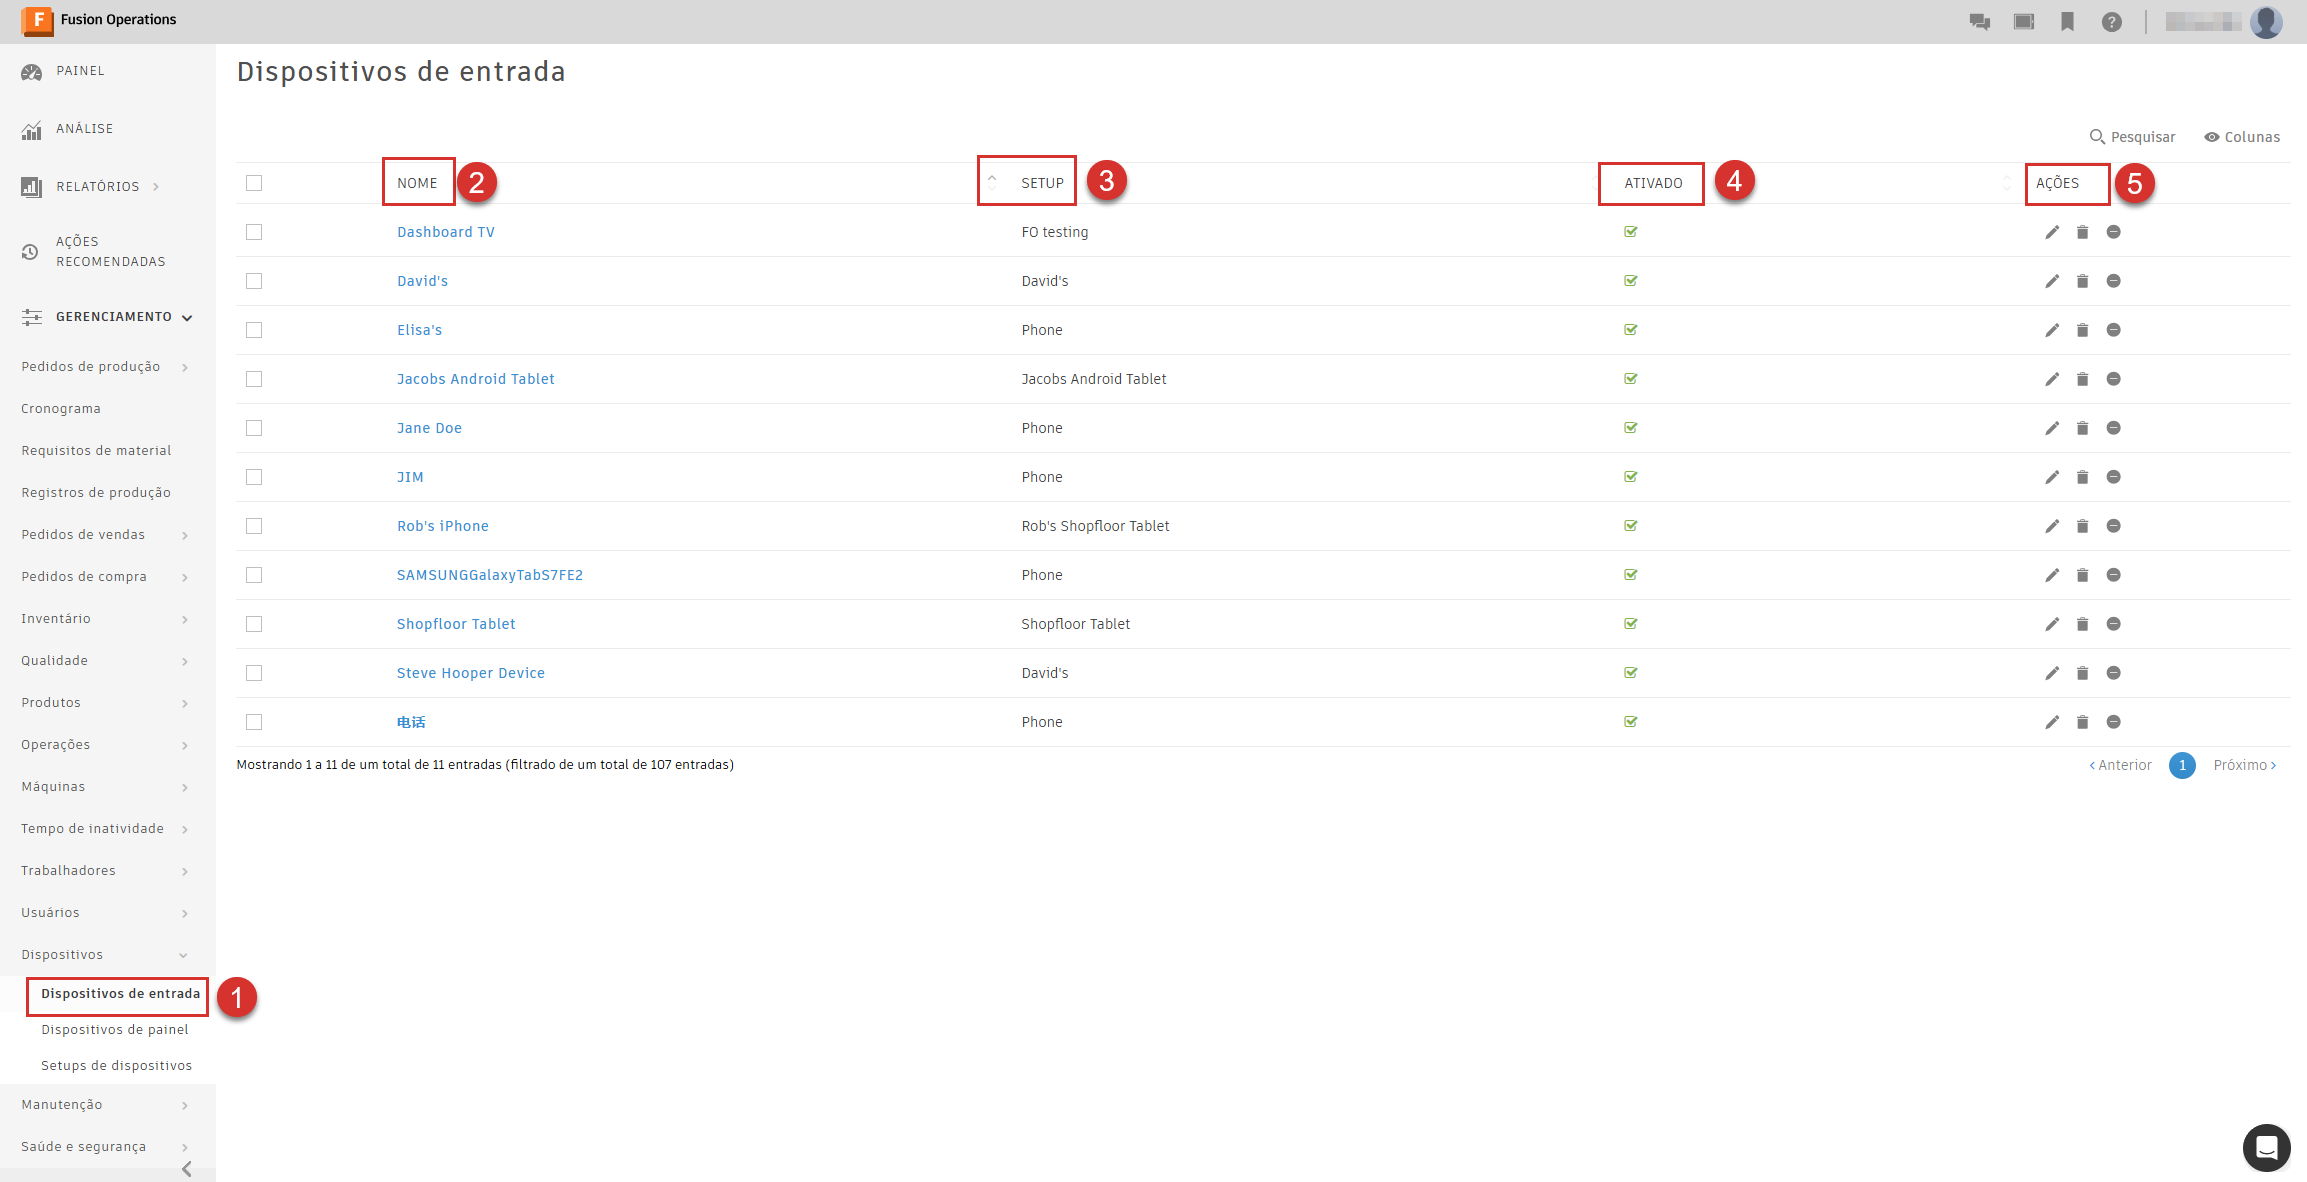 F Fusion Operations
PAINEL
ANÁLISE
RELATÓRIOS
AÇÕES
RECOMENDADAS
GERENCIAMENTO
Pedidos de produção
Cronograma
Requisitos de material
Registros de produção
Pedidos de vendas
Pedidos de compra
Inventário
Qualidade
Produtos
Operações
Máquinas
Tempo de inatividade
Trabalhadores
Usuários
Dispositivos
Dispositivos de entrada 1
Dispositivos de painel
Setups de dispositivos
Manutenção
Saúde e segurança
Dispositivos de entrada
Pesquisar Colunas
NOME 2 SETUP 3 ATIVADO 4 AÇÕES 5
Dashboard TV FO testing
David's David's
Elisa's Phone
Jacobs Android Tablet Jacobs Android Tablet
Jane Doe Phone
JIM Phone
Rob's iPhone Rob's Shopfloor Tablet
SAMSUNGGalaxyTabS7FE2 Phone
Shopfloor Tablet Shopfloor Tablet
Steve Hooper Device David's
电话 Phone
Mostrando 1 a 11 de um total de 11 entradas (filtrado de um total de 107 entradas)
‹ Anterior 1 Próximo ›